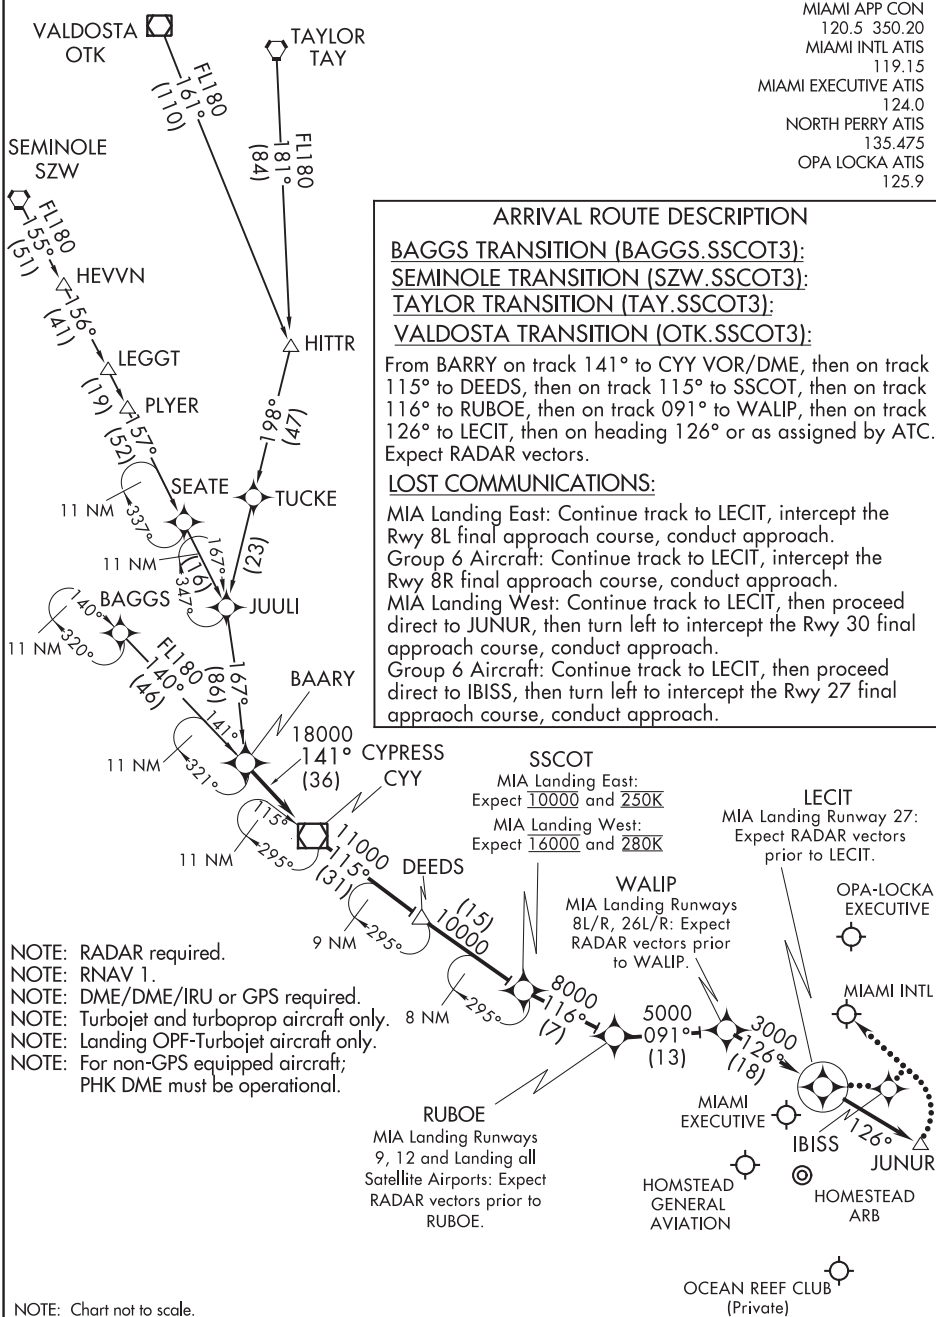 MIAMI APP CON
120.5 350.20
MIAMI INTL ATIS
119.15
MIAMI EXECUTIVE ATIS
124.0
NORTH PERRY ATIS
135.475
OPA LOCKA ATIS
125.9
VALDOSTA
OTK
TAYLOR
TAY
FL180
161°
(110)
FL180
181°
(84)
SEMINOLE
SZW
FL180
155°
(51)
HEVVN
156°
(41)
LEGGT
(19)
PLYER
157°
(52)
HITTR
198°
(47)
SEATE
TUCKE
11 NM
337°
11 NM
(16)
167°
347°
(23)
JUULI
BAGGS
140°
320°
11 NM
FL180
140°
(46)
(86)
167°
BAARY
141°
321°
11 NM
18000
141°
(36)
CYPRESS
CYY
115°
295°
11 NM
11000
115°
(31)
DEEDS
295°
9 NM
(15)
10000
295°
8 NM
ARRIVAL ROUTE DESCRIPTION
BAGGS TRANSITION (BAGGS.SSCOT3):
SEMINOLE TRANSITION (SZW.SSCOT3):
TAYLOR TRANSITION (TAY.SSCOT3):
VALDOSTA TRANSITION (OTK.SSCOT3):
From BARRY on track 141° to CYY VOR/DME, then on track
115° to DEEDS, then on track 115° to SSCOT, then on track
116° to RUBOE, then on track 091° to WALIP, then on track
126° to LECIT, then on heading 126° or as assigned by ATC.
Expect RADAR vectors.
LOST COMMUNICATIONS:
MIA Landing East: Continue track to LECIT, intercept the
Rwy 8L final approach course, conduct approach.
Group 6 Aircraft: Continue track to LECIT, intercept the
Rwy 8R final approach course, conduct approach.
MIA Landing West: Continue track to LECIT, then proceed
direct to JUNUR, then turn left to intercept the Rwy 30 final
approach course, conduct approach.
Group 6 Aircraft: Continue track to LECIT, then proceed
direct to IBISS, then turn left to intercept the Rwy 27 final
appraoch course, conduct approach.
SSCOT
MIA Landing East:
Expect 10000 and 250K
MIA Landing West:
Expect 16000 and 280K
LECIT
MIA Landing Runway 27:
Expect RADAR vectors
prior to LECIT.
WALIP
MIA Landing Runways
8L/R, 26L/R: Expect
RADAR vectors prior
to WALIP.
OPA-LOCKA
EXECUTIVE
MIAMI INTL
8000
116°
(7)
5000
091°
(13)
3000
126°
(18)
NOTE: RADAR required.
NOTE: RNAV 1.
NOTE: DME/DME/IRU or GPS required.
NOTE: Turbojet and turboprop aircraft only.
NOTE: Landing OPF-Turbojet aircraft only.
NOTE: For non-GPS equipped aircraft;
PHK DME must be operational.
RUBOE
MIA Landing Runways
9, 12 and Landing all
Satellite Airports: Expect
RADAR vectors prior to
RUBOE.
MIAMI
EXECUTIVE
IBISS
126°
JUNUR
HOMSTEAD
GENERAL
AVIATION
HOMESTEAD
ARB
OCEAN REEF CLUB
(Private)
NOTE: Chart not to scale.